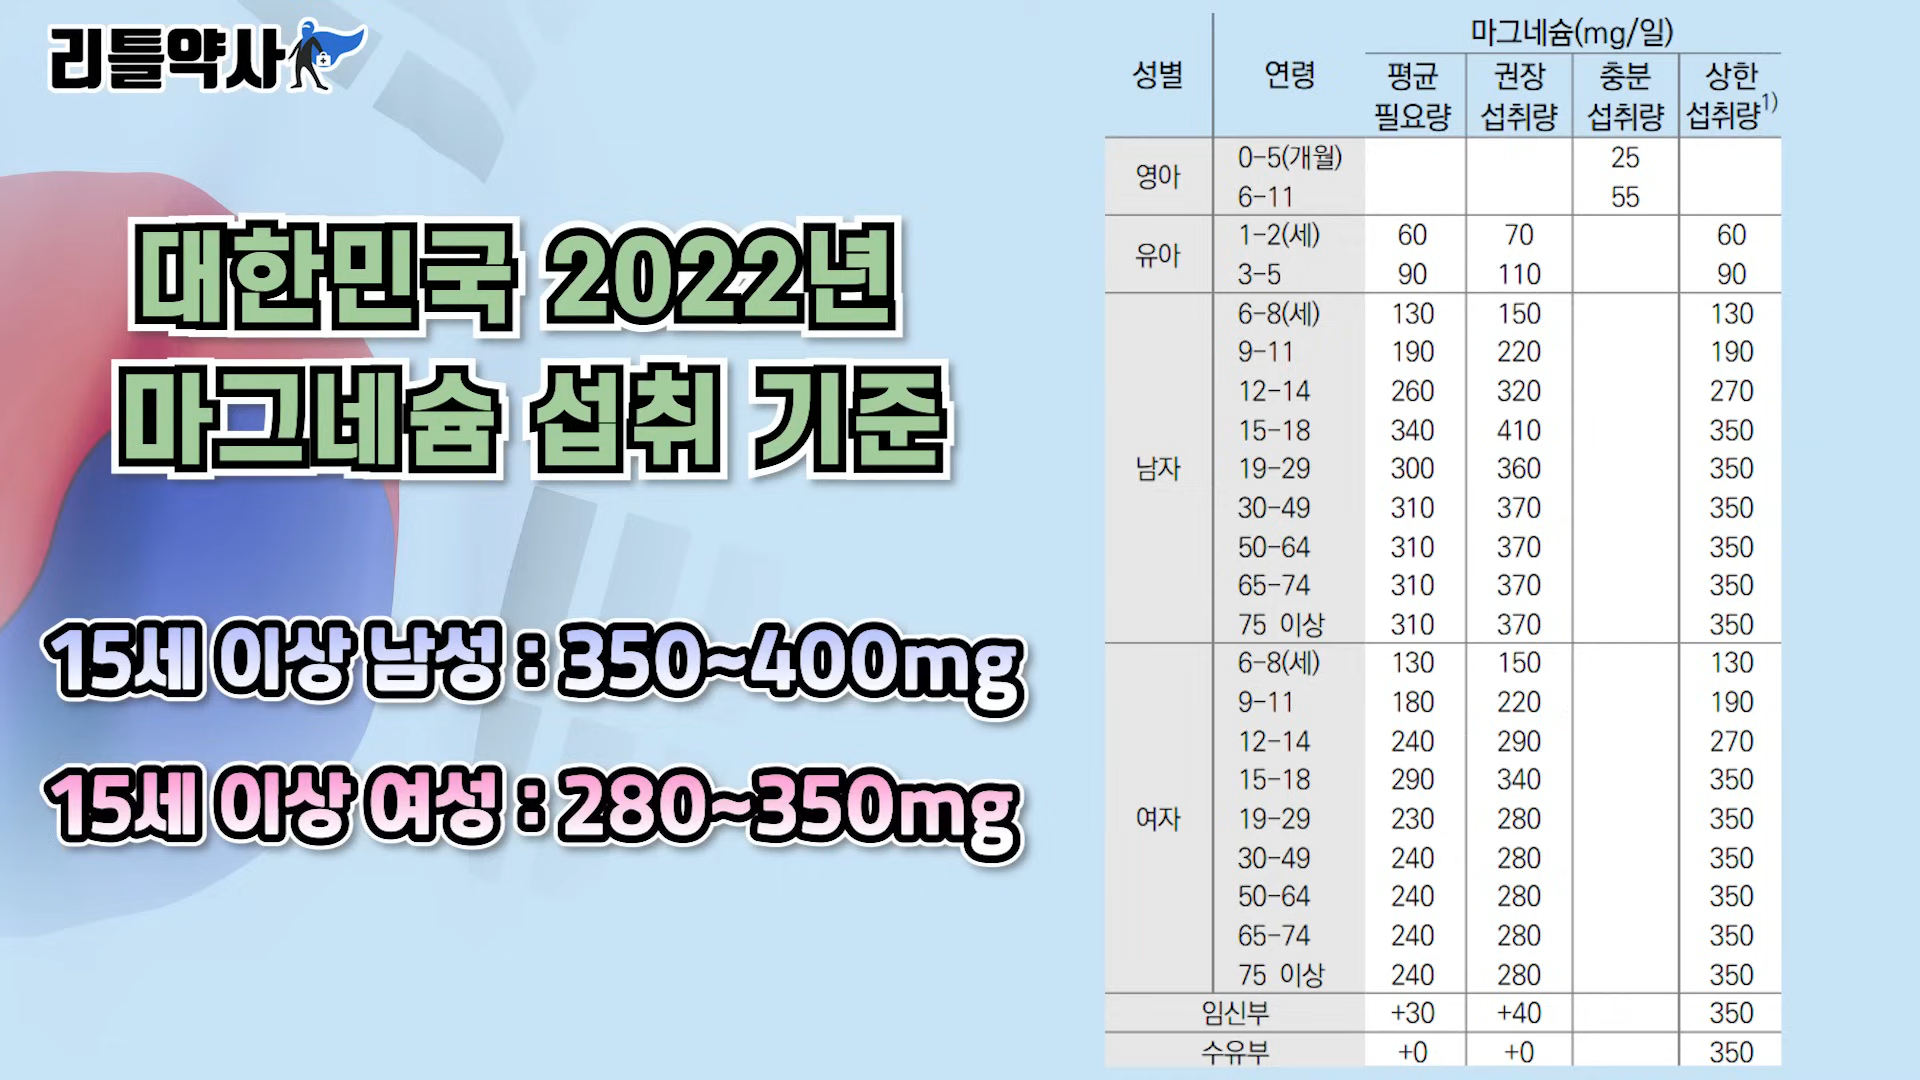 리틀약사
대한민국 2022년
마그네슘 섭취 기준
15세 이상 남성 : 350~400mg
15세 이상 여성 : 280~350mg
성별 연령 마그네슘(mg/일)
평균 필요량 권장 섭취량 충분 섭취량 상한 섭취량1)
영아 0-5(개월) 25
6-11 55
유아 1-2(세) 60 70 60
3-5 90 110 90
남자 6-8(세) 130 150 130
9-11 190 220 190
12-14 260 320 270
15-18 340 410 350
19-29 300 360 350
30-49 310 370 350
50-64 310 370 350
65-74 310 370 350
75 이상 310 370 350
여자 6-8(세) 130 150 130
9-11 180 220 190
12-14 240 290 270
15-18 290 340 350
19-29 230 280 350
30-49 240 280 350
50-64 240 280 350
65-74 240 280 350
75 이상 240 280 350
임신부 +30 +40 350
수유부 +0 +0 350